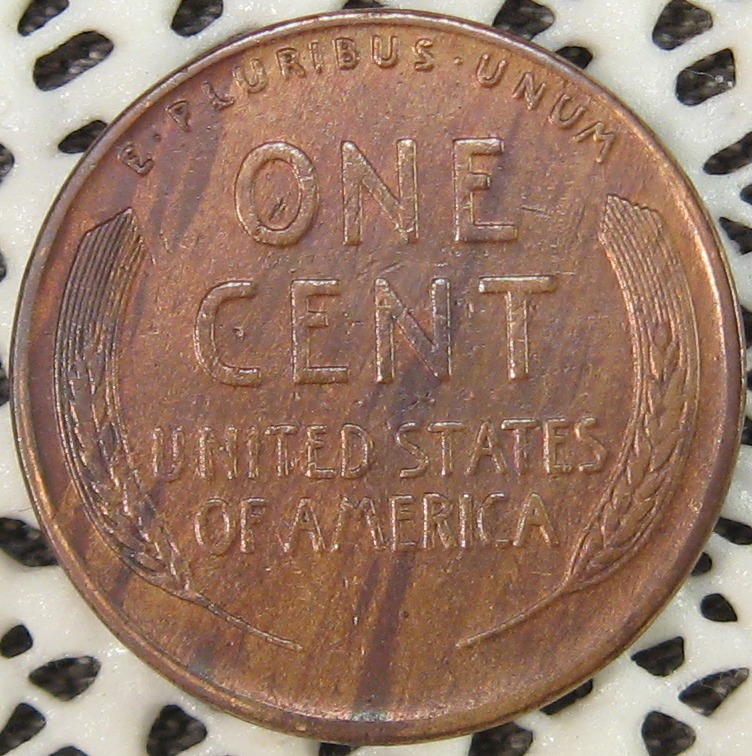 E·PLURIBUS·UNUM
ONE
CENT
UNITED STATES
OF AMERICA